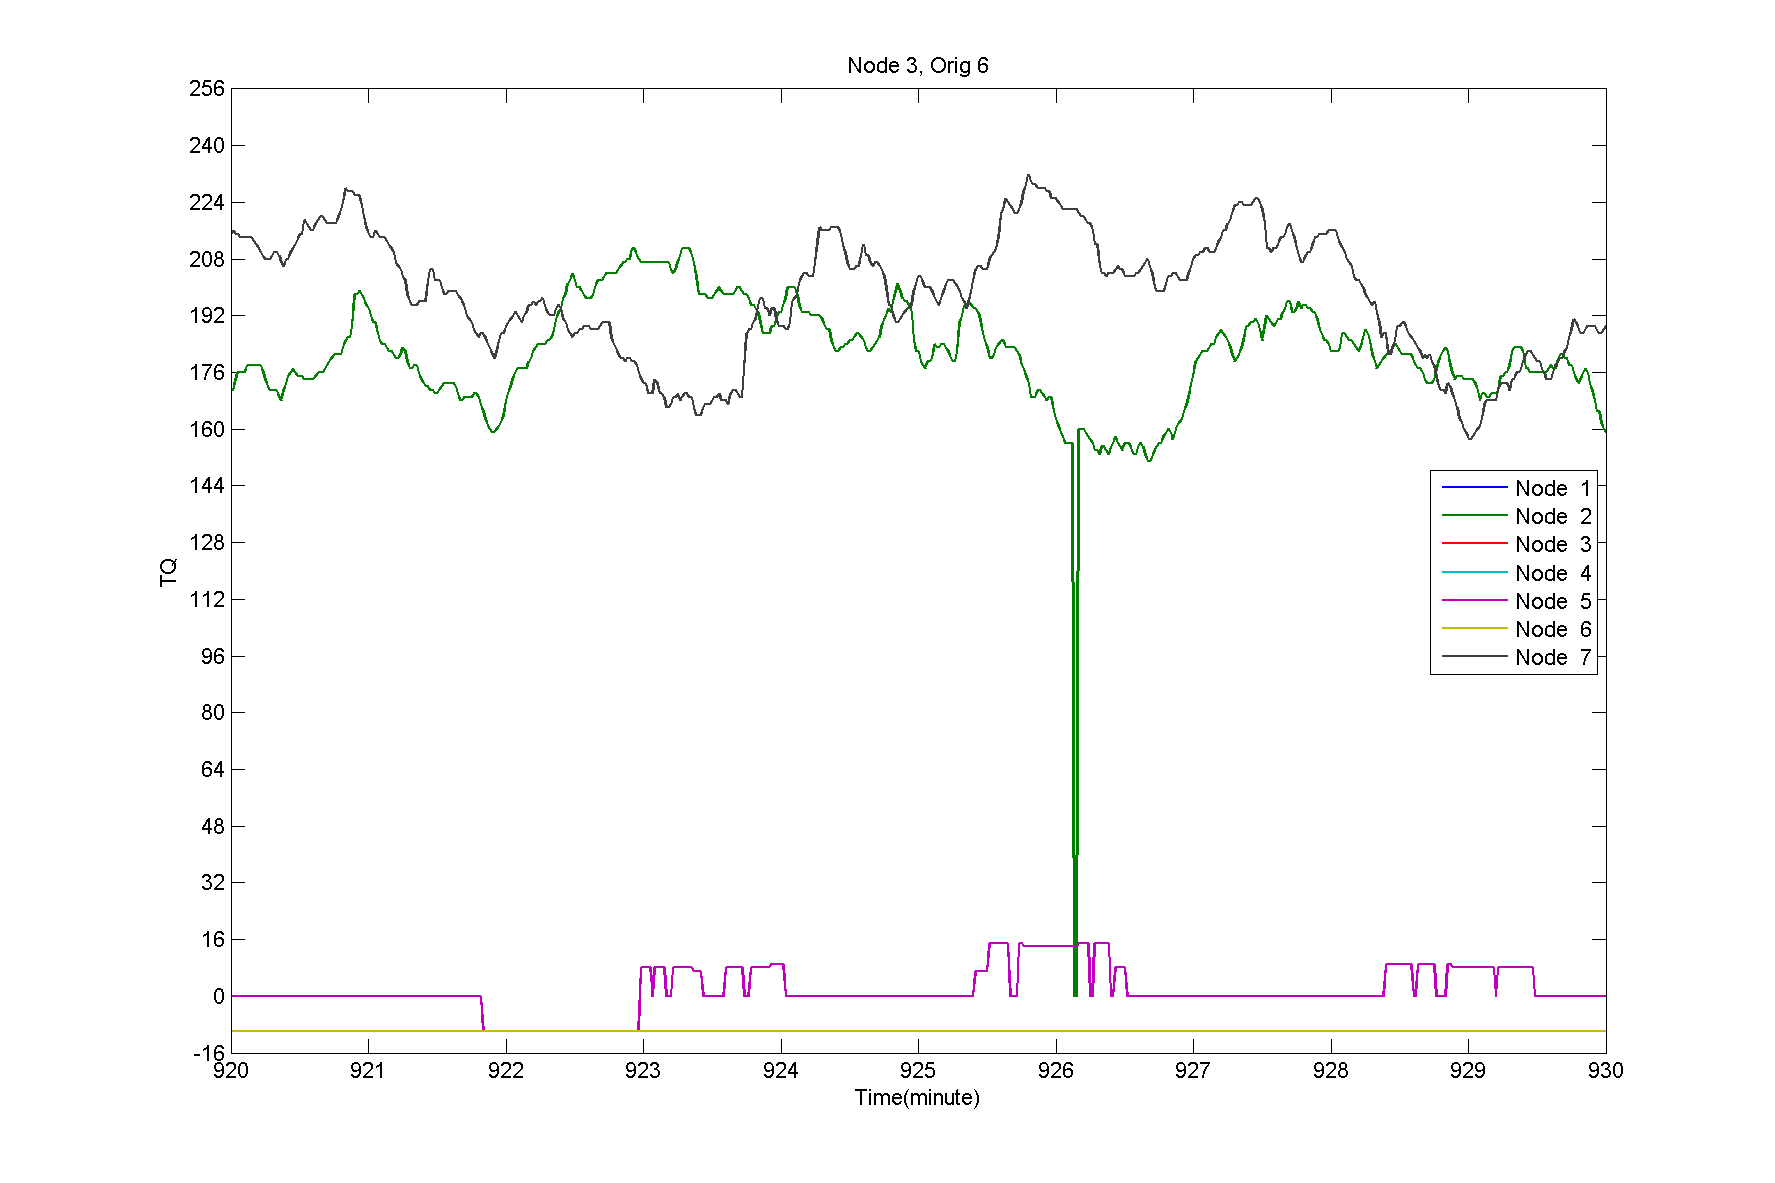 Node 3, Orig 6
256
240
224
208
192
176
160
144
128
112
96
80
64
48
32
16
0
-16
TQ
920 921 922 923 924 925 926 927 928 929 930
Time(minute)
Node 1
Node 2
Node 3
Node 4
Node 5
Node 6
Node 7